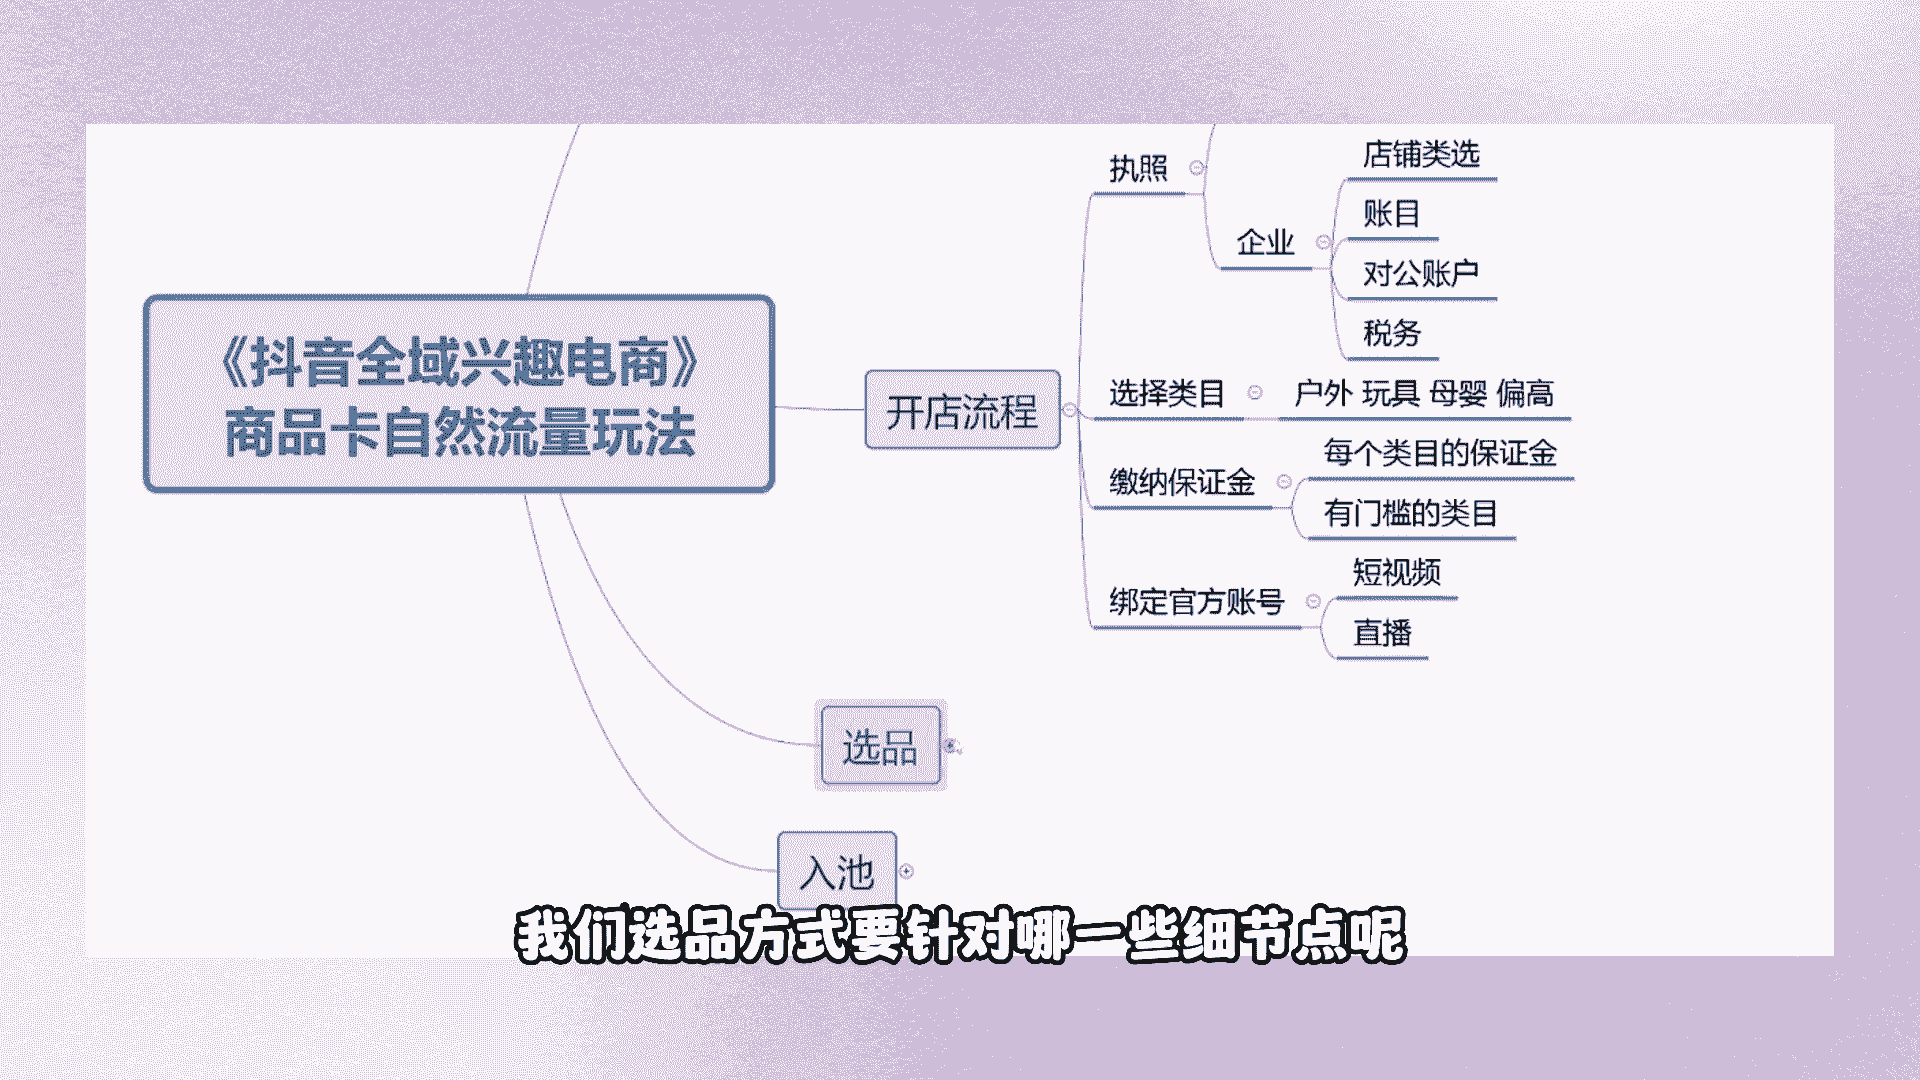 《抖音全域兴趣电商》
商品卡自然流量玩法
开店流程
执照
企业
店铺类选
账目
对公账户
税务
选择类目
户外 玩具 母婴 偏高
缴纳保证金
每个类目的保证金
有门槛的类目
绑定官方账号
短视频
直播
选品
入池
我们选品方式要针对哪一些细节点呢